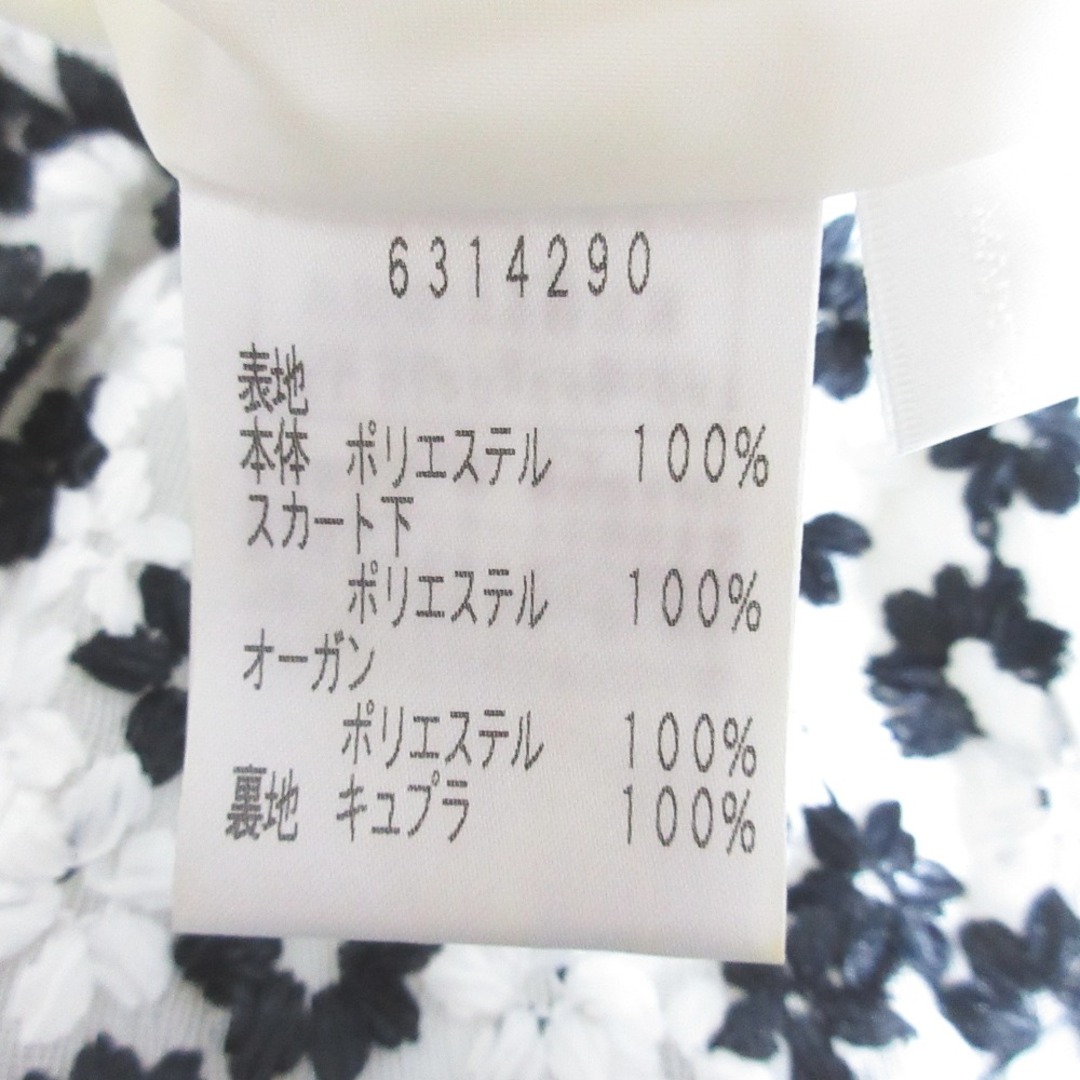 6314290
表地
本体 ポリエステル 100%
スカート下
ポリエステル 100%
オーガン
ポリエステル 100%
裏地 キュプラ 100%